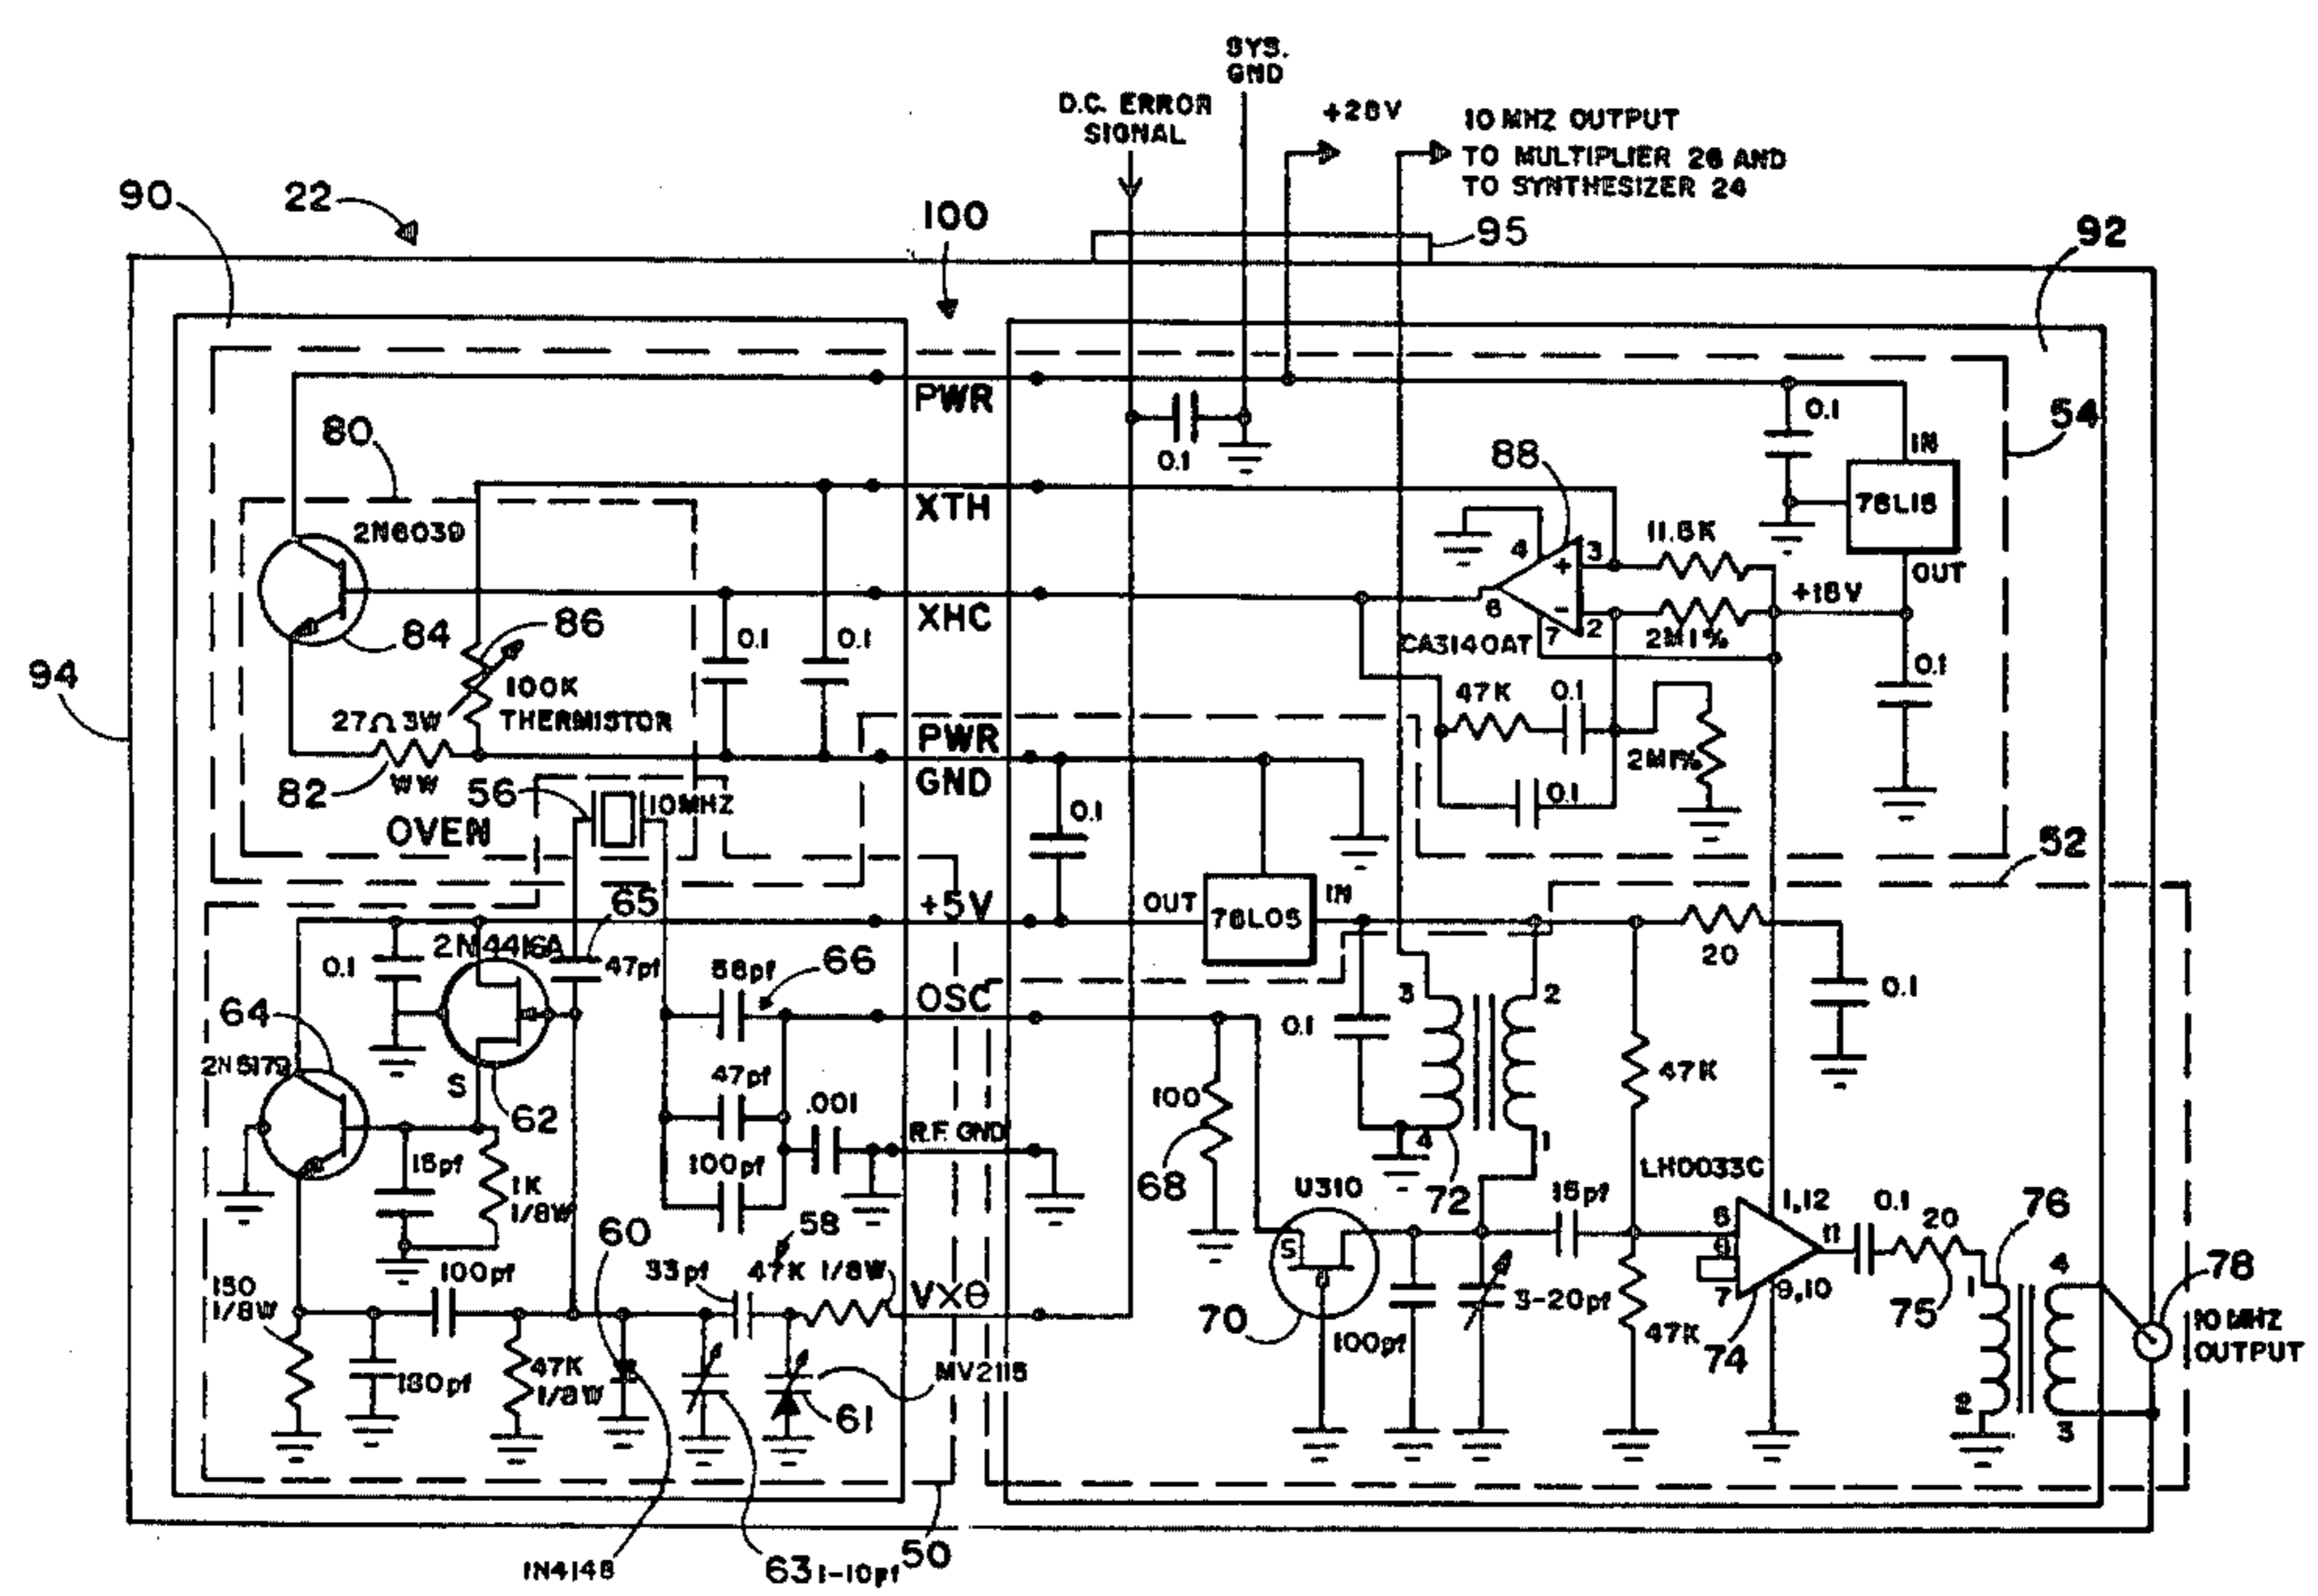 SYS.
GND
D.C. ERROR
SIGNAL
+28V
10 MHZ OUTPUT
TO MULTIPLIER 26 AND
TO SYNTHESIZER 24
90
22
100
95
92
PWR
0.1
54
80
0.1
IN
88
XTH
78L15
2N6039
11.8K
4
3
+
OUT
+15V
XHC
6
-
2
84
86
0.1
0.1
7
2M1%
CA3140AT
0.1
94
100K
THERMISTOR
47K
0.1
27Ω 3W
PWR
GND
2M1%
82
WW
56
10MHZ
0.1
0.1
OVEN
52
65
+5V
OUT
78L05
IN
2N4416A
0.1
47pf
66
20
56pf
OSC
3
2
0.1
64
0.1
47pf
47K
2N5179
S
100
.001
62
R.F. GND
4
1
15pf
100pf
LH0033C
68
U310
72
1K
1/8W
15pf
0.1
76
60
58
S
6
1,12
11
20
100pf
33pf
47K 1/8W
5
4
78
150
1/8W
VXθ
3-20pf
7
9,10
1
75
10 MHZ
OUTPUT
70
100pf
47K
74
47K
1/8W
MV2115
180pf
61
2
3
50
1N4148
63
1-10pf